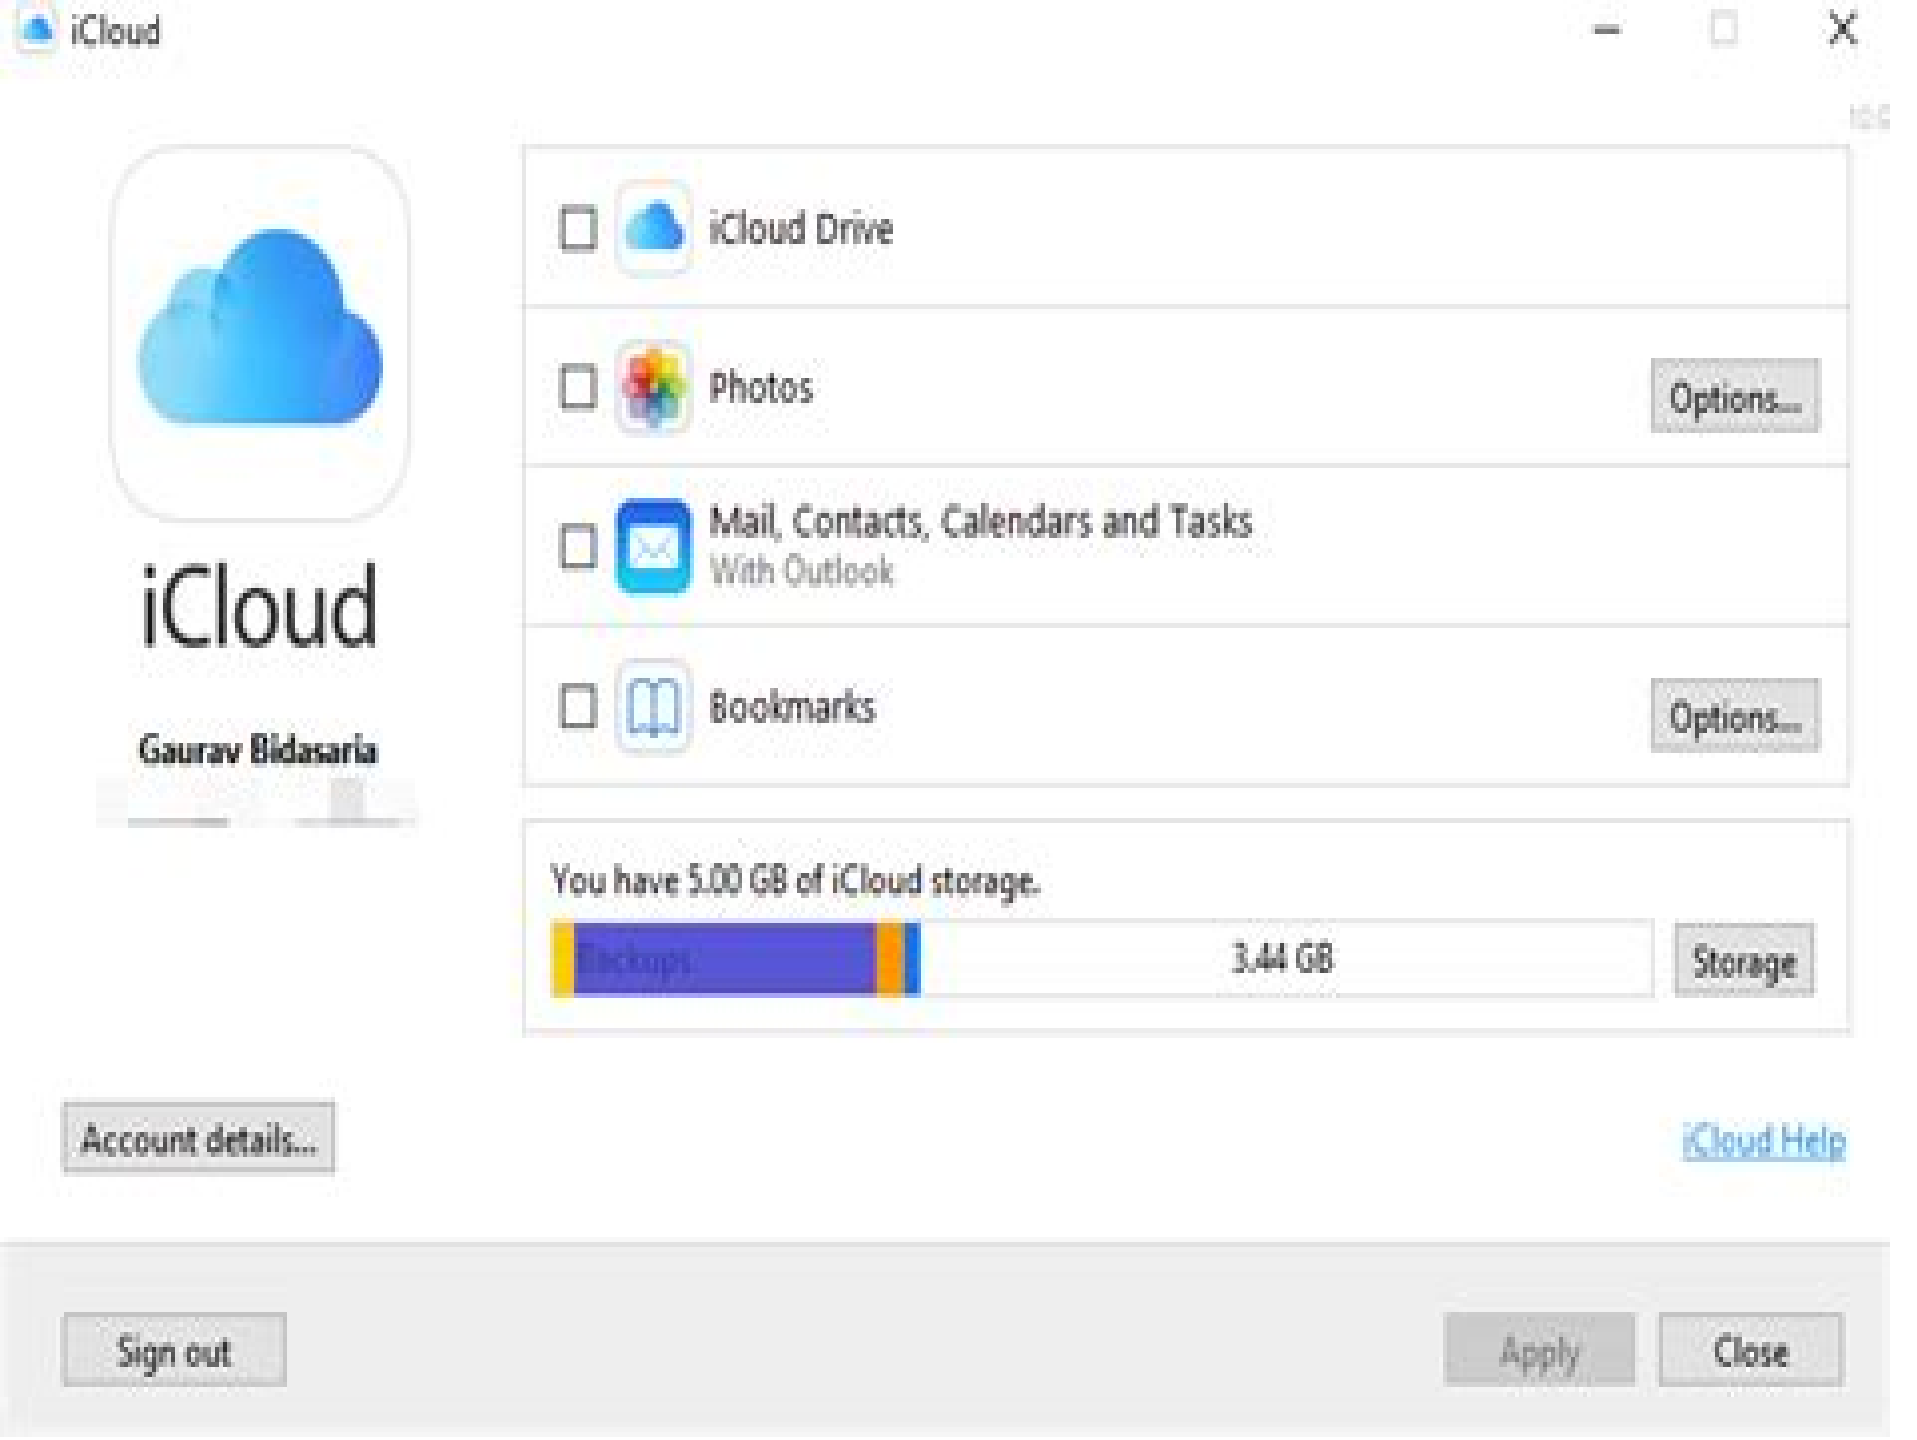 iCloud
iCloud Drive
Photos
Options...
Mail, Contacts, Calendars and Tasks
With Outlook
Bookmarks
Options...
iCloud
Gaurav Bidasaria
You have 5.00 GB of iCloud storage.
Backups
3.44 GB
Storage
Account details...
iCloud Help
Sign out
Apply
Close